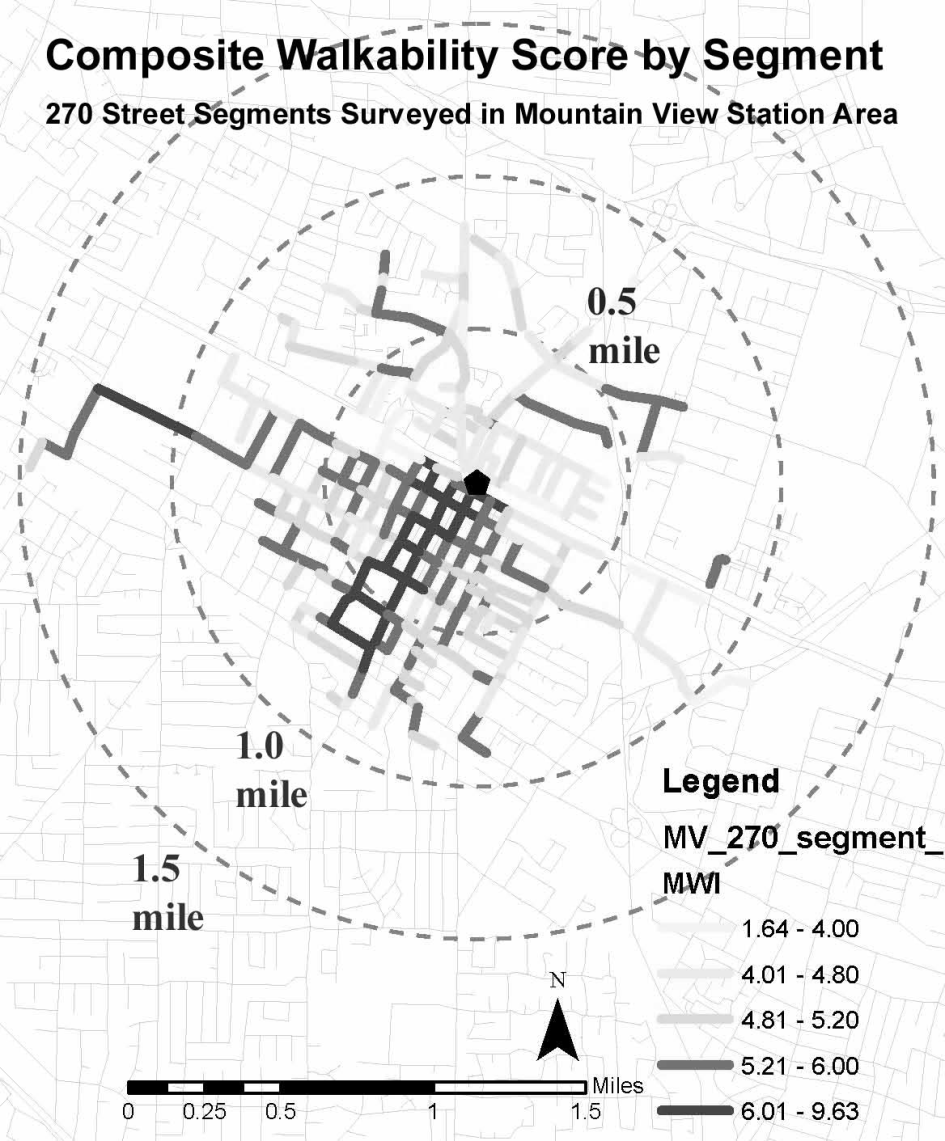 Composite Walkability Score by Segment
270 Street Segments Surveyed in Mountain View Station Area
0.5
mile
1.0
mile
1.5
mile
Legend
MV_270_segment_
MWI
1.64 - 4.00
4.01 - 4.80
4.81 - 5.20
5.21 - 6.00
6.01 - 9.63
N
Miles
0 0.25 0.5 1 1.5